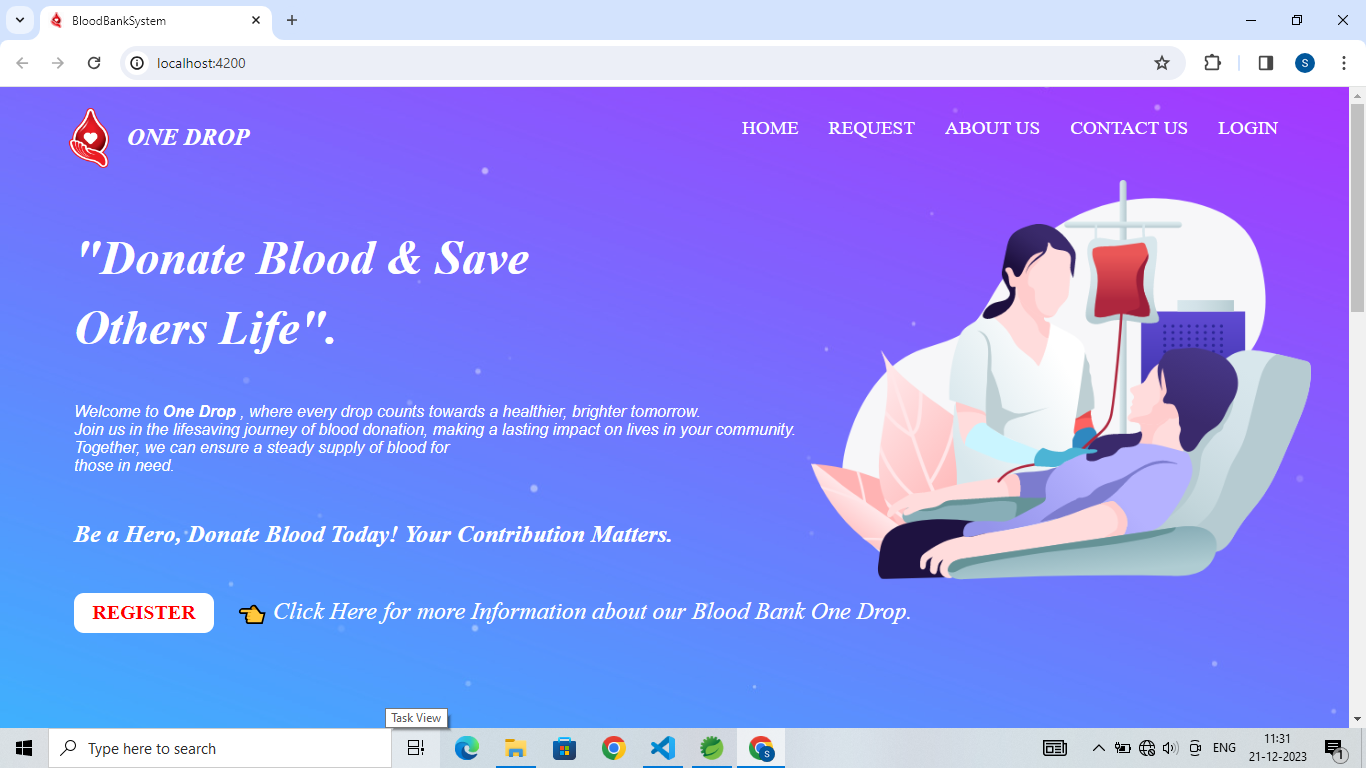 BloodBankSystem
localhost:4200
S
ONE DROP
HOME REQUEST ABOUT US CONTACT US LOGIN
"Donate Blood & Save
Others Life".
Welcome to One Drop , where every drop counts towards a healthier, brighter tomorrow.
Join us in the lifesaving journey of blood donation, making a lasting impact on lives in your community.
Together, we can ensure a steady supply of blood for
those in need.
Be a Hero, Donate Blood Today! Your Contribution Matters.
REGISTER
Click Here for more Information about our Blood Bank One Drop.
Task View
Type here to search
S
ENG
11:31
21-12-2023
1